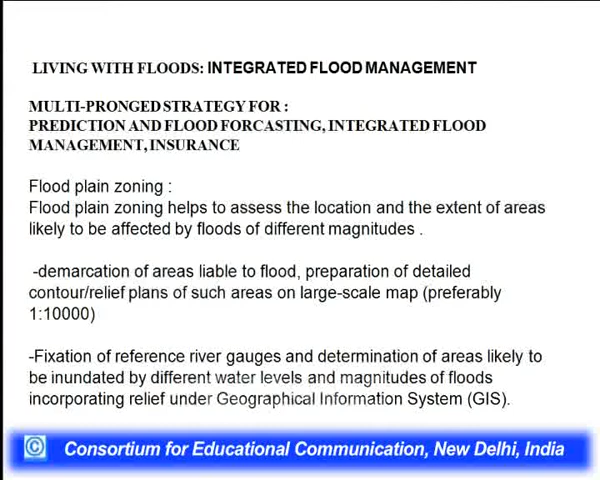 LIVING WITH FLOODS: INTEGRATED FLOOD MANAGEMENT
MULTI-PRONGED STRATEGY FOR :
PREDICTION AND FLOOD FORCASTING, INTEGRATED FLOOD
MANAGEMENT, INSURANCE
Flood plain zoning :
Flood plain zoning helps to assess the location and the extent of areas
likely to be affected by floods of different magnitudes .
-demarcation of areas liable to flood, preparation of detailed
contour/relief plans of such areas on large-scale map (preferably
1:10000)
-Fixation of reference river gauges and determination of areas likely to
be inundated by different water levels and magnitudes of floods
incorporating relief under Geographical Information System (GIS).
© Consortium for Educational Communication, New Delhi, India